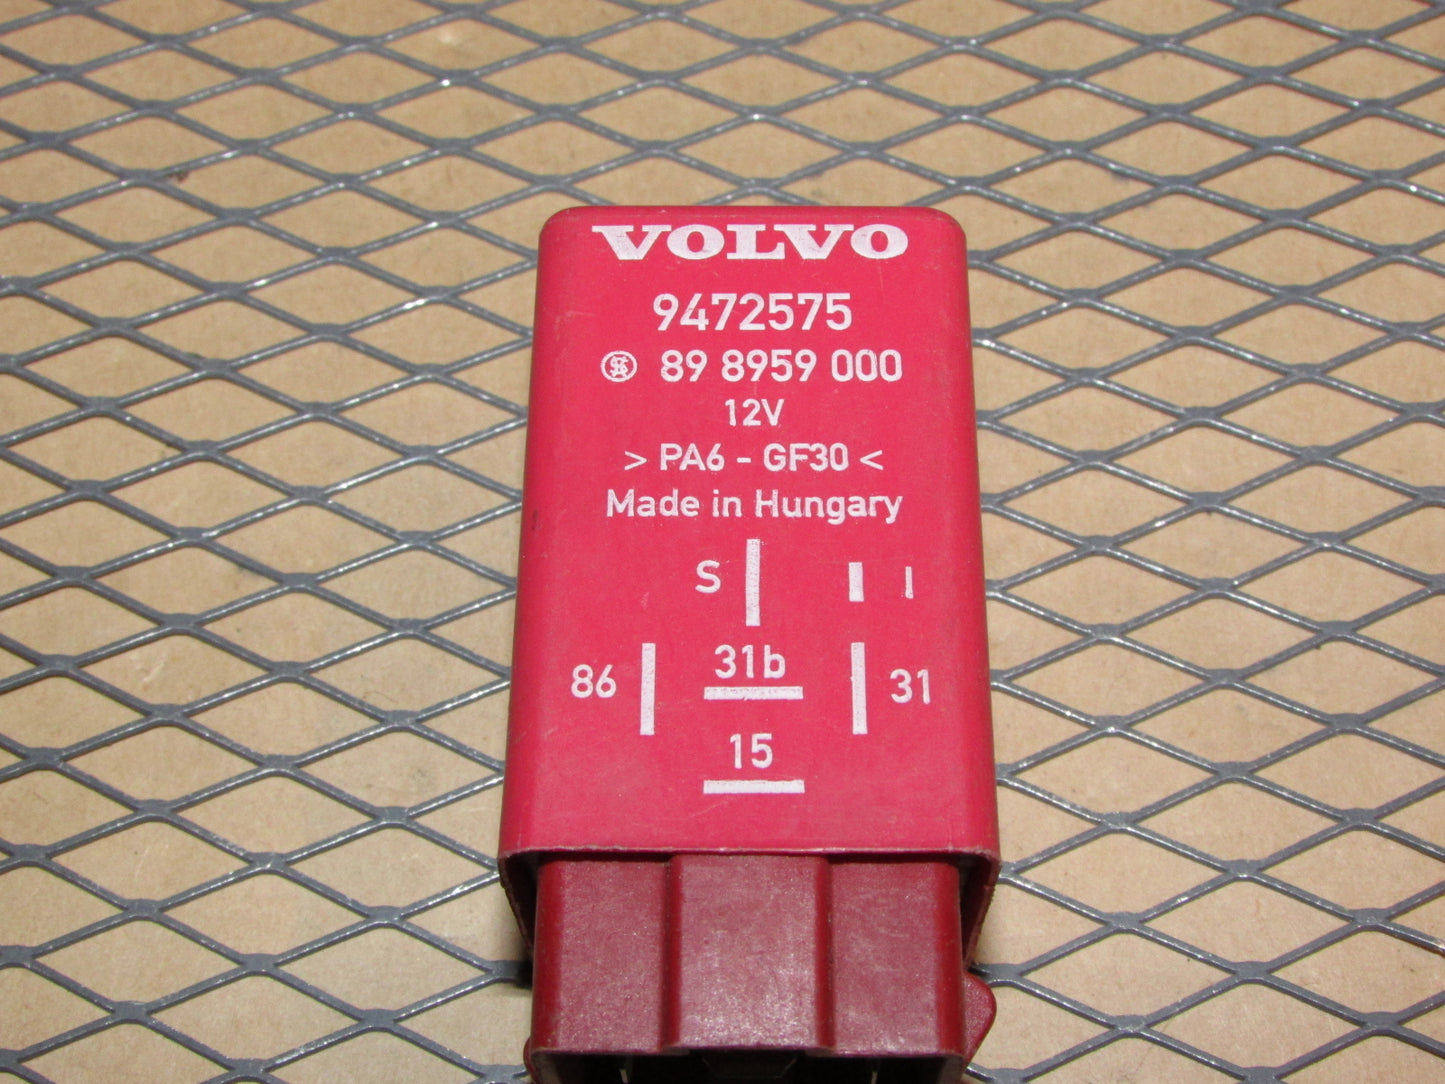 VOLVO
9472575
89 8959 000
12V
> PA6 - GF30 <
Made in Hungary
S
86 31b 31
15